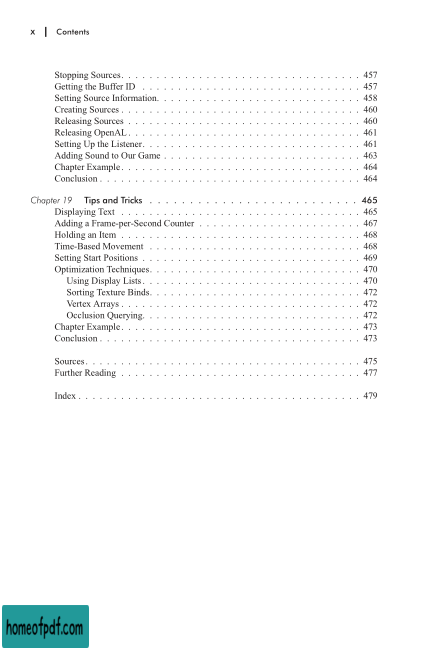 x | Contents
Stopping Sources. . . . . . . . . . . . . . . . . . . . . . . . . . . . . . . . . . 457
Getting the Buffer ID . . . . . . . . . . . . . . . . . . . . . . . . . . . . . . . 457
Setting Source Information. . . . . . . . . . . . . . . . . . . . . . . . . . . . . 458
Creating Sources . . . . . . . . . . . . . . . . . . . . . . . . . . . . . . . . . . 460
Releasing Sources . . . . . . . . . . . . . . . . . . . . . . . . . . . . . . . . . 460
Releasing OpenAL . . . . . . . . . . . . . . . . . . . . . . . . . . . . . . . . . 461
Setting Up the Listener. . . . . . . . . . . . . . . . . . . . . . . . . . . . . . . 461
Adding Sound to Our Game . . . . . . . . . . . . . . . . . . . . . . . . . . . . 463
Chapter Example. . . . . . . . . . . . . . . . . . . . . . . . . . . . . . . . . . 464
Conclusion . . . . . . . . . . . . . . . . . . . . . . . . . . . . . . . . . . . . . 464
Chapter 19 Tips and Tricks . . . . . . . . . . . . . . . . . . . . . . . . . . 465
Displaying Text . . . . . . . . . . . . . . . . . . . . . . . . . . . . . . . . . . 465
Adding a Frame-per-Second Counter . . . . . . . . . . . . . . . . . . . . . . . 467
Holding an Item . . . . . . . . . . . . . . . . . . . . . . . . . . . . . . . . . . 468
Time-Based Movement . . . . . . . . . . . . . . . . . . . . . . . . . . . . . . 468
Setting Start Positions . . . . . . . . . . . . . . . . . . . . . . . . . . . . . . . 469
Optimization Techniques. . . . . . . . . . . . . . . . . . . . . . . . . . . . . . 470
Using Display Lists. . . . . . . . . . . . . . . . . . . . . . . . . . . . . . . 470
Sorting Texture Binds. . . . . . . . . . . . . . . . . . . . . . . . . . . . . . 472
Vertex Arrays . . . . . . . . . . . . . . . . . . . . . . . . . . . . . . . . . . 472
Occlusion Querying. . . . . . . . . . . . . . . . . . . . . . . . . . . . . . . 472
Chapter Example. . . . . . . . . . . . . . . . . . . . . . . . . . . . . . . . . . 473
Conclusion . . . . . . . . . . . . . . . . . . . . . . . . . . . . . . . . . . . . . 473
Sources. . . . . . . . . . . . . . . . . . . . . . . . . . . . . . . . . . . . . . . 475
Further Reading . . . . . . . . . . . . . . . . . . . . . . . . . . . . . . . . . . 477
Index . . . . . . . . . . . . . . . . . . . . . . . . . . . . . . . . . . . . . . . . 479
homeofpdf.com